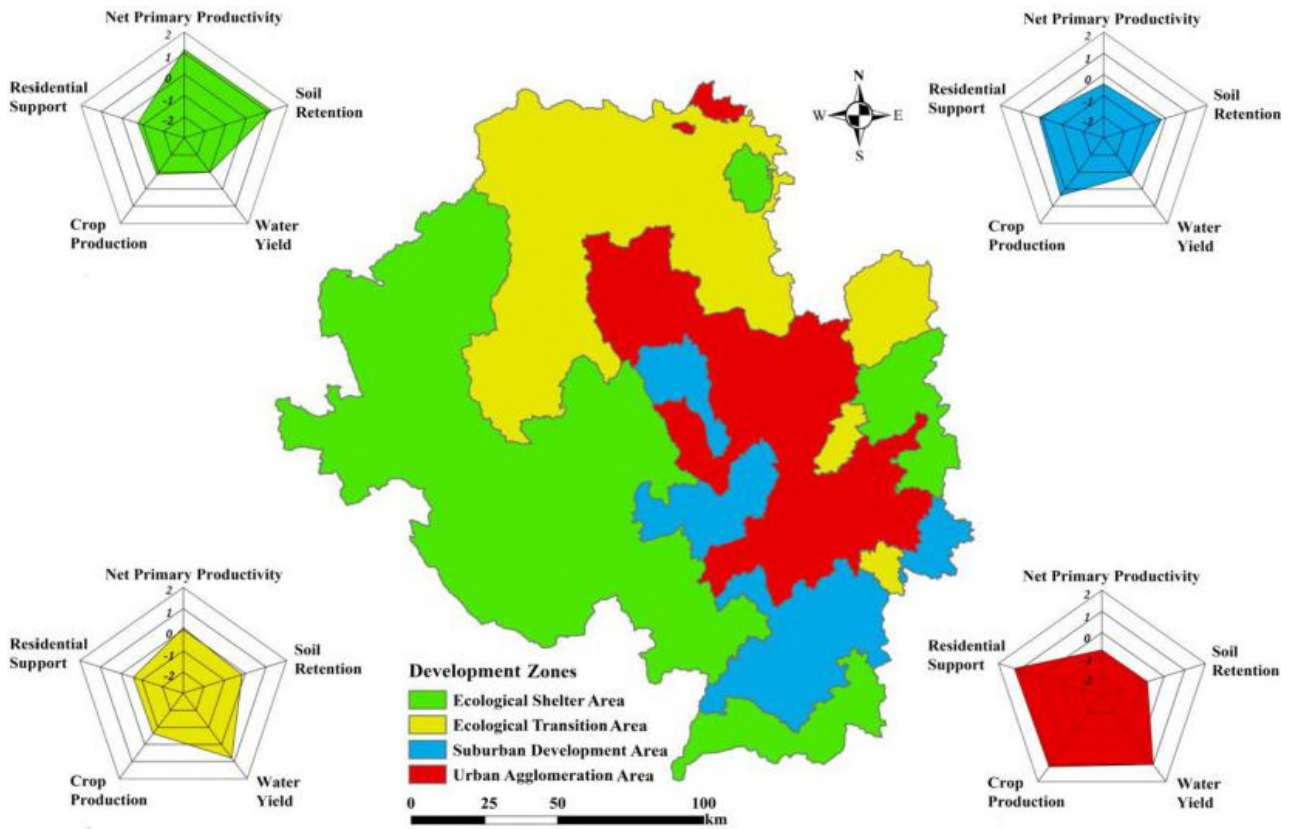 Net Primary Productivity
2
1
0
-1
-2
Residential
Support
Soil
Retention
Crop
Production
Water
Yield
Net Primary Productivity
2
1
0
-1
-2
Residential
Support
Soil
Retention
Crop
Production
Water
Yield
N
W E
S
Net Primary Productivity
2
1
0
-1
-2
Residential
Support
Soil
Retention
Crop
Production
Water
Yield
Net Primary Productivity
2
1
0
-1
-2
Residential
Support
Soil
Retention
Crop
Production
Water
Yield
Development Zones
Ecological Shelter Area
Ecological Transition Area
Suburban Development Area
Urban Agglomeration Area
0 25 50 100
km